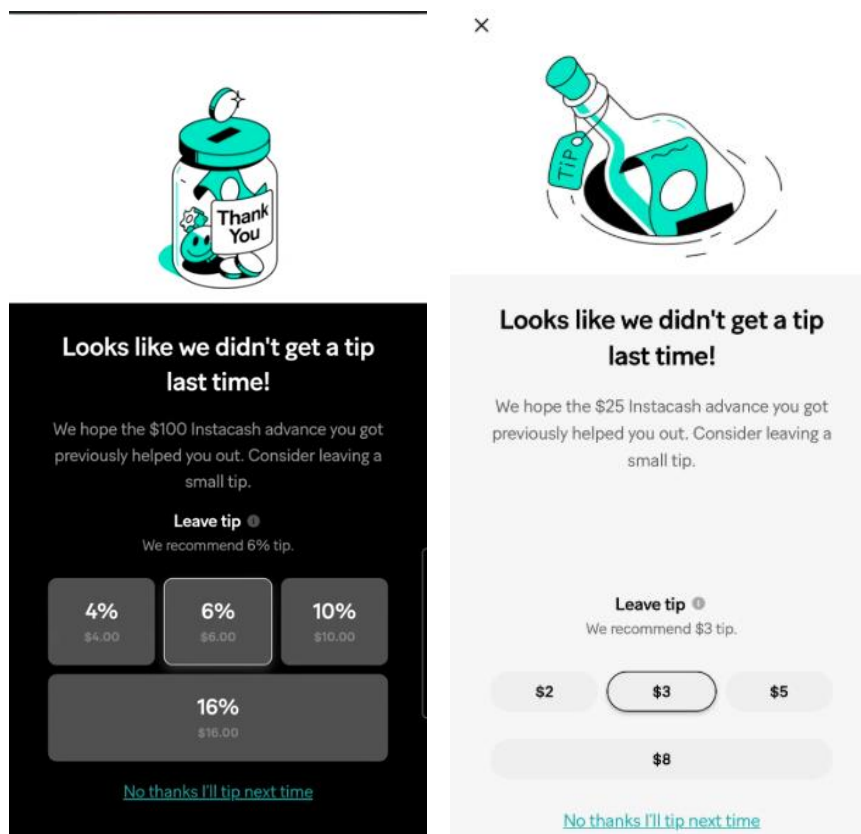 Thank
You
Looks like we didn't get a tip
last time!
We hope the $100 Instacash advance you got
previously helped you out. Consider leaving a
small tip.
Leave tip
We recommend 6% tip.
4%
$4.00
6%
$6.00
10%
$10.00
16%
$16.00
No thanks I'll tip next time
TiP
Looks like we didn't get a tip
last time!
We hope the $25 Instacash advance you got
previously helped you out. Consider leaving a
small tip.
Leave tip
We recommend $3 tip.
$2
$3
$5
$8
No thanks I'll tip next time